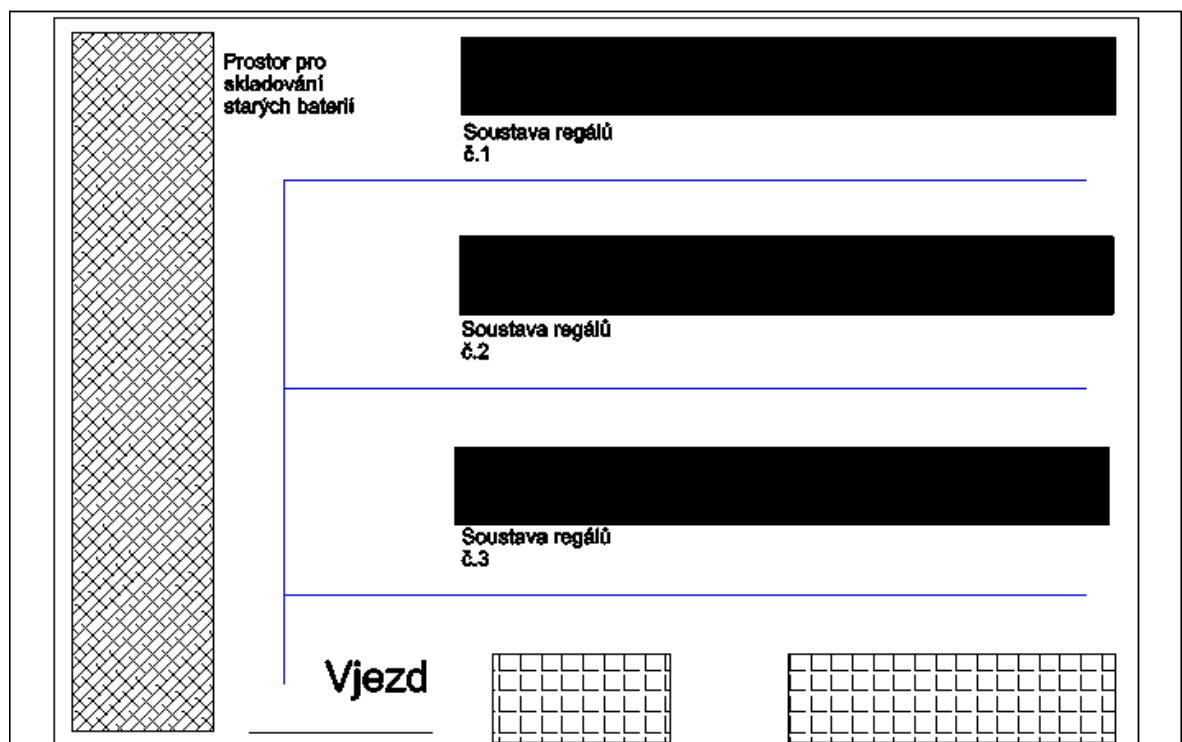 Prostor pro
skladování
starých baterií
Soustava regálů
č.1
Soustava regálů
č.2
Soustava regálů
č.3
Vjezd